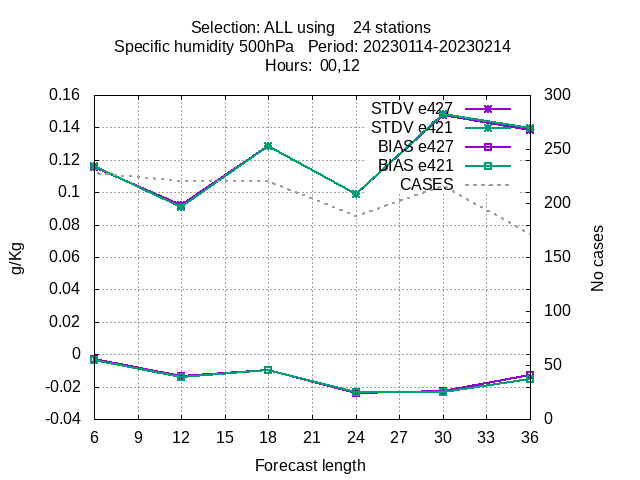 Selection: ALL using    24 stations
Specific humidity 500hPa   Period: 20230114-20230214
Hours:  00,12
0.16
0.14
0.12
0.1
0.08
0.06
0.04
0.02
0
-0.02
-0.04
g/Kg
STDV e427
STDV e421
BIAS e427
BIAS e421
CASES
300
250
200
150
100
50
0
No cases
6 9 12 15 18 21 24 27 30 33 36
Forecast length